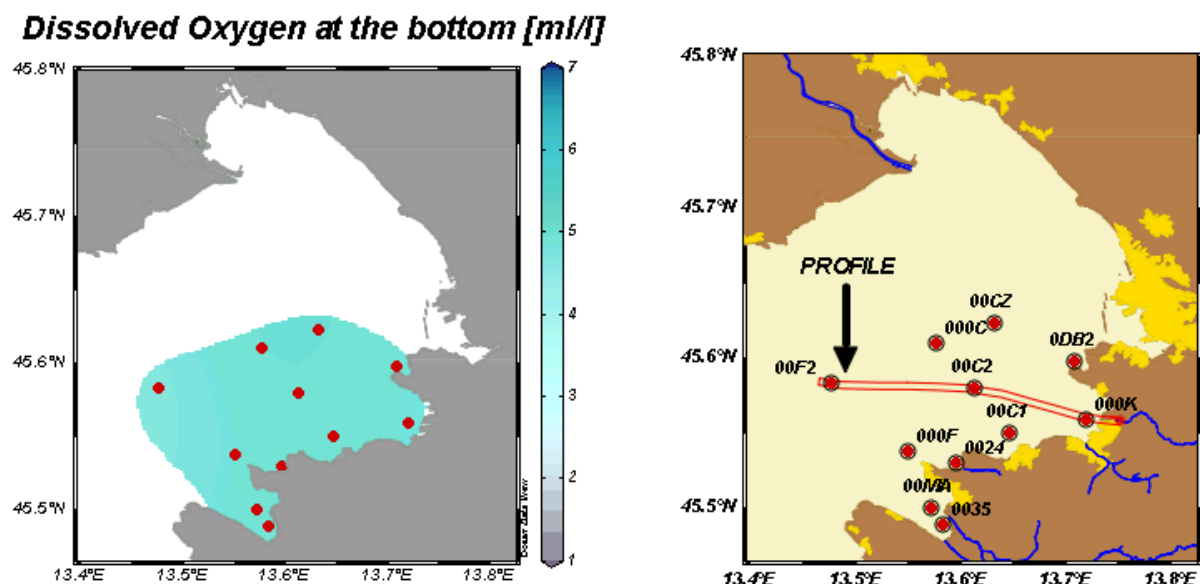 Dissolved Oxygen at the bottom [ml/l]
45.8°N
45.7°N
45.6°N
45.5°N
13.4°E
13.5°E
13.6°E
13.7°E
13.8°E
7
6
5
4
3
2
1
Ocean Data View
45.8°N
45.7°N
45.6°N
45.5°N
13.4°E
13.5°E
13.6°E
13.7°E
13.8°E
PROFILE
00CZ
000C
0DB2
00F2
00C2
000K
00C1
000F
0024
00MA
0035